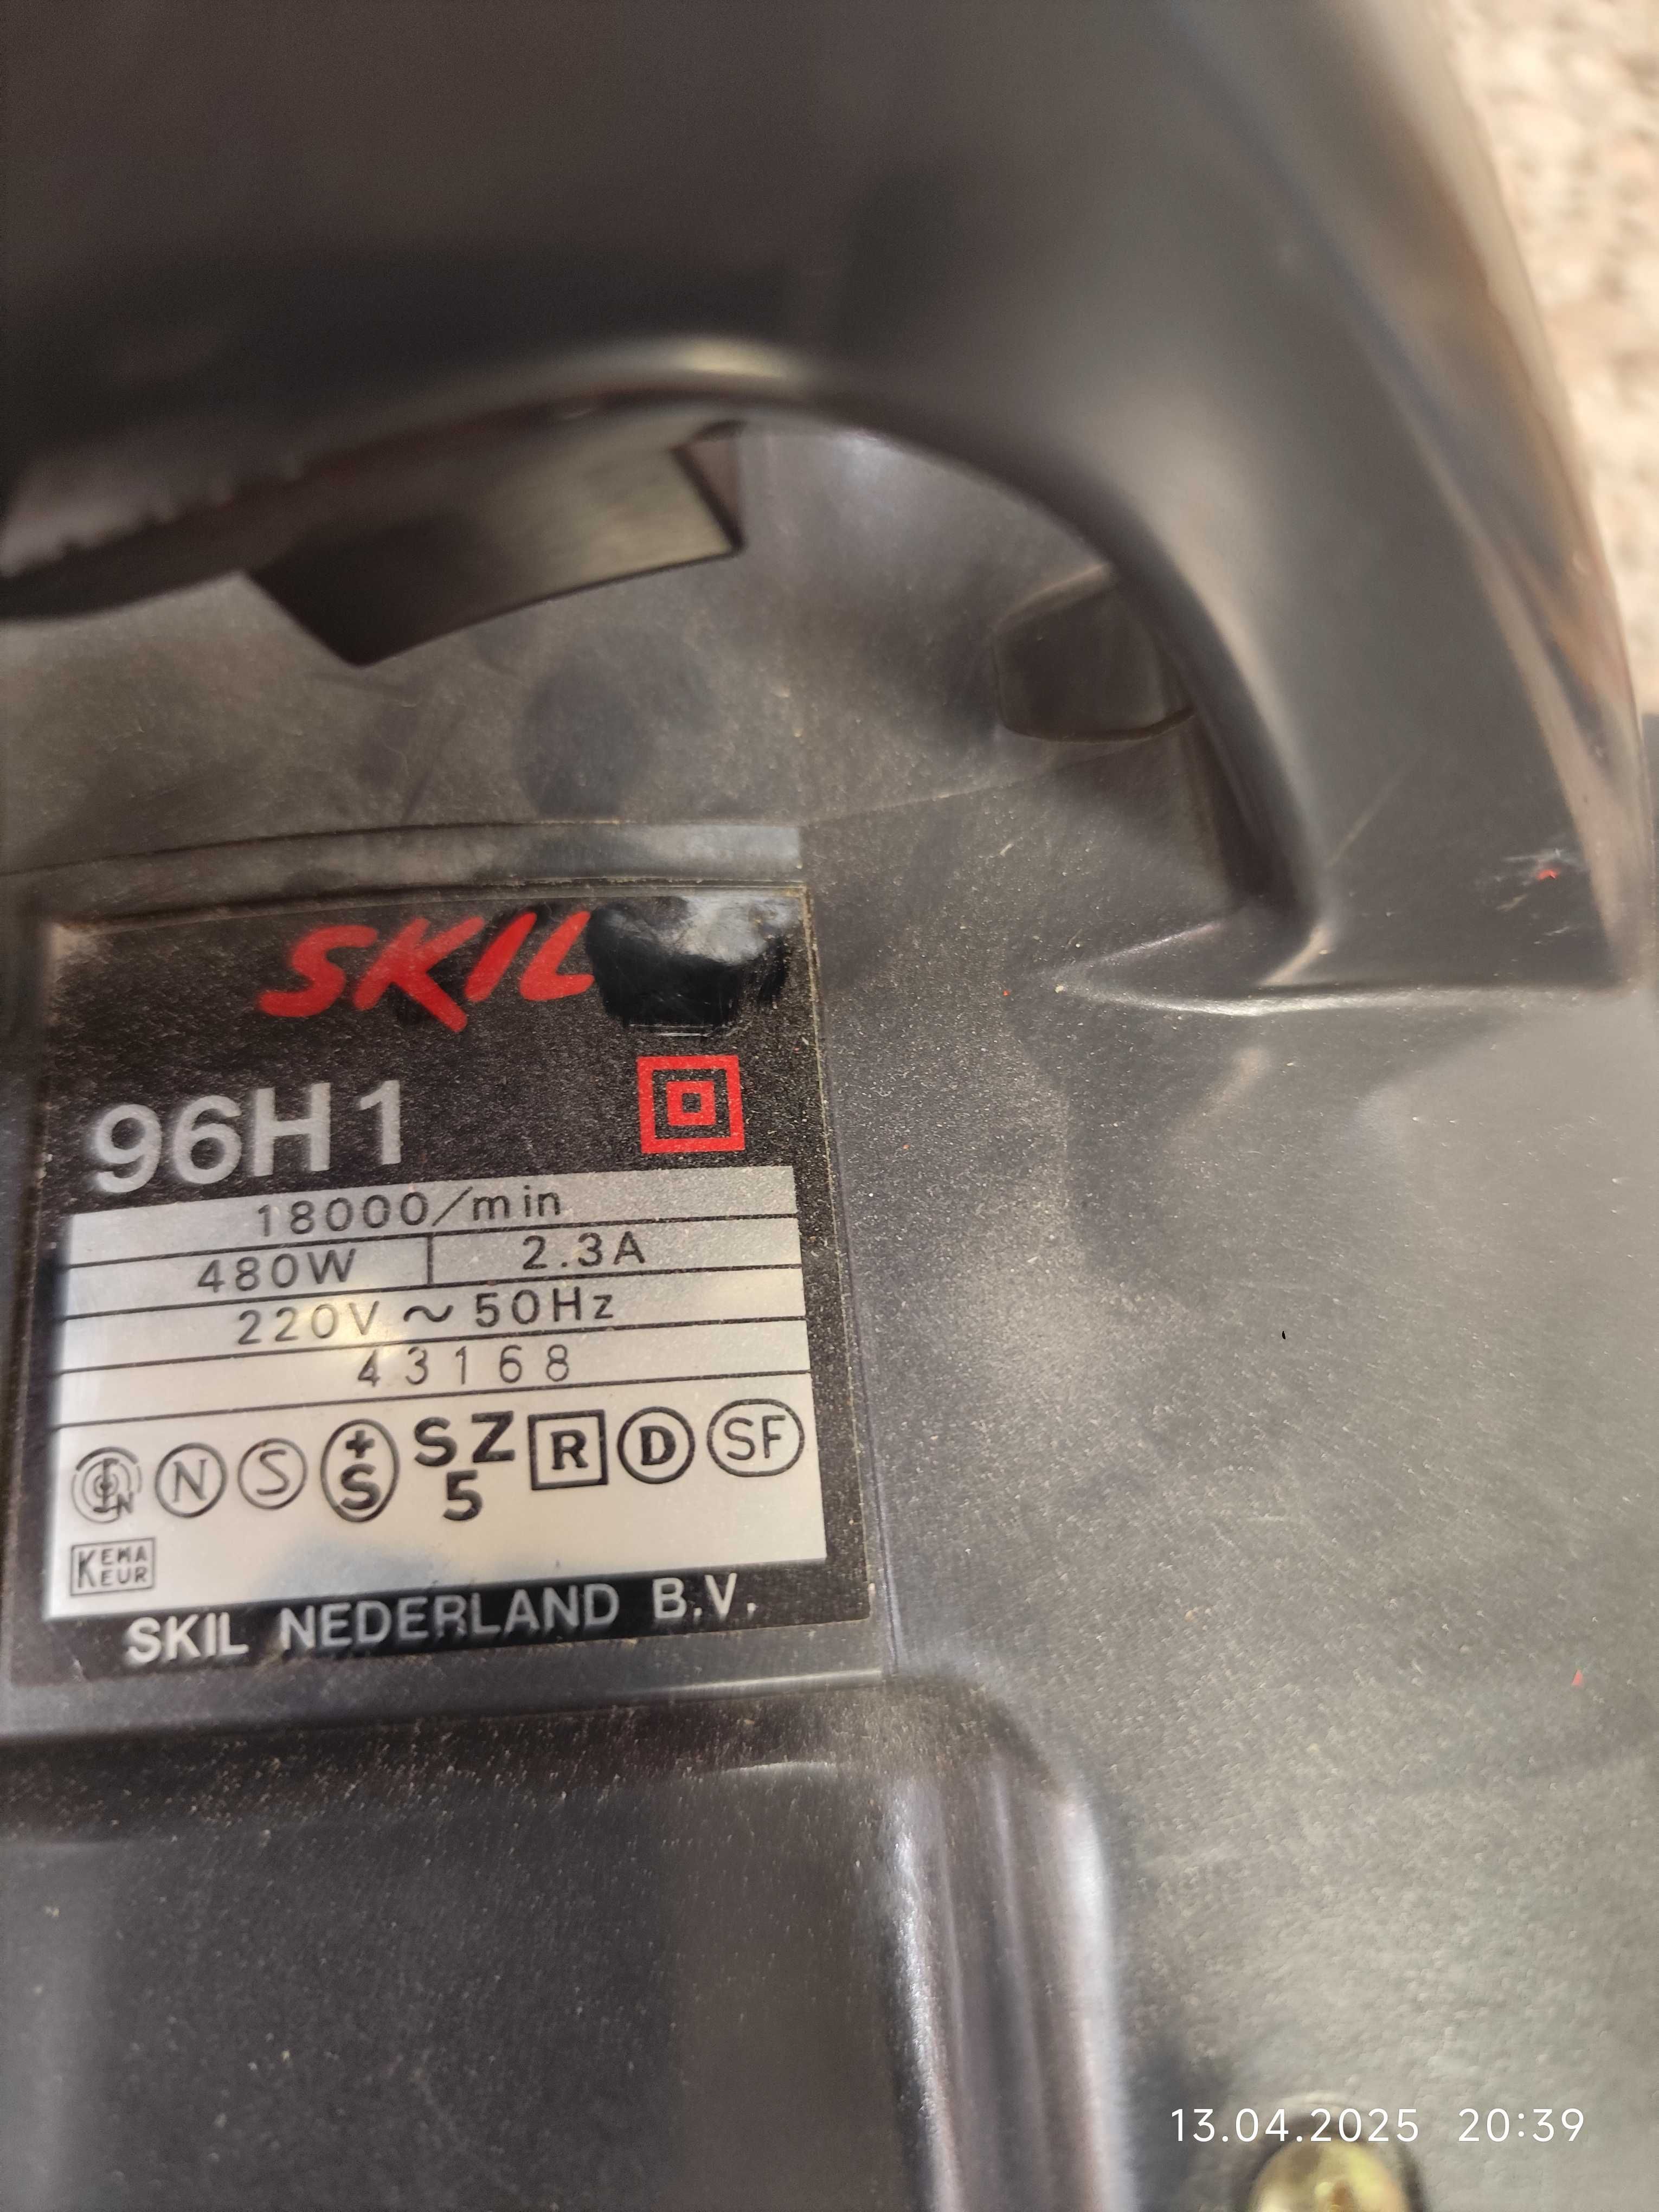 SKIL
96H1
18000/min
480W 2.3A
220V ~ 50Hz
43168
N S +S SZ R D SF
5
KEMA
KEUR
SKIL NEDERLAND B.V.
13.04.2025 20:39